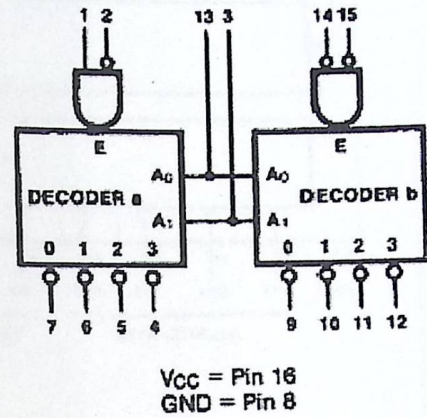 1 2 13 3 14 15
E E
A0 A0
DECODER a DECODER b
A1 A1
0 1 2 3 0 1 2 3
7 6 5 4 9 10 11 12
VCC = Pin 16
GND = Pin 8